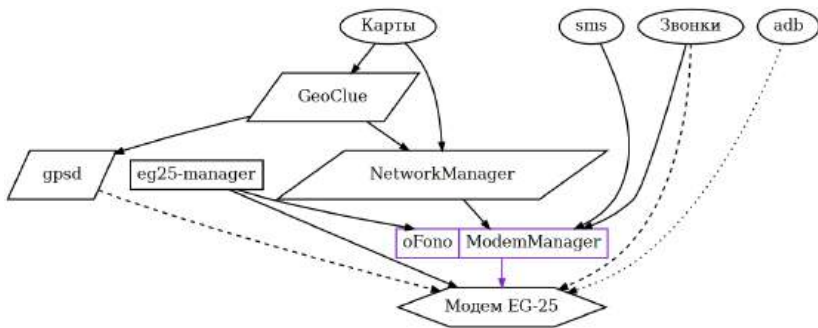 Карты
sms
Звонки
adb
GeoClue
gpsd
eg25-manager
NetworkManager
oFono
ModemManager
Модем EG-25